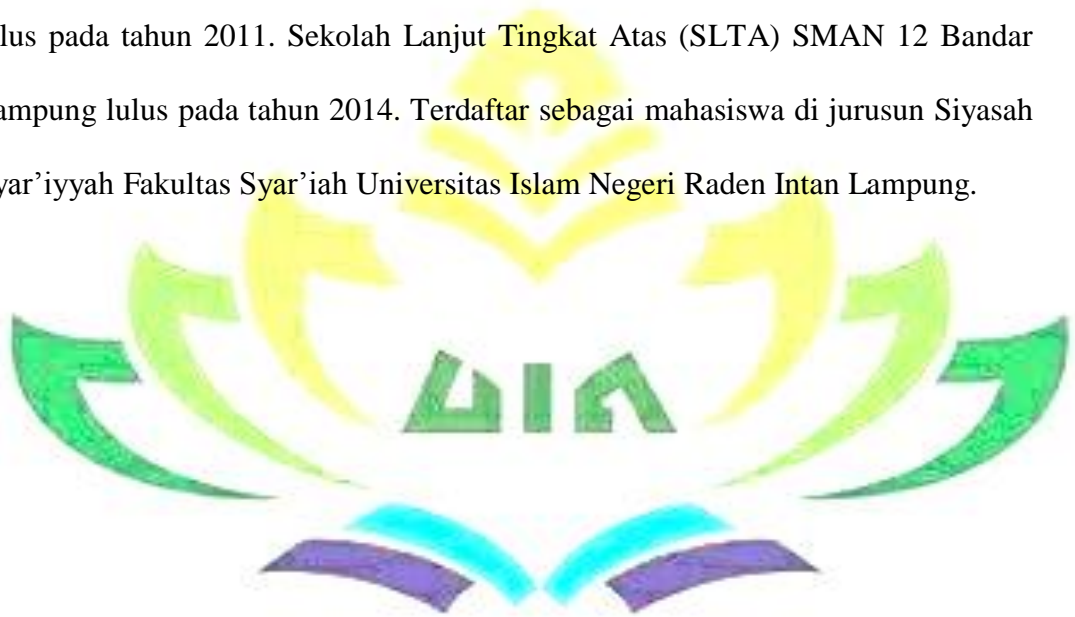 lus pada tahun 2011. Sekolah Lanjut Tingkat Atas (SLTA) SMAN 12 Bandar
ampung lulus pada tahun 2014. Terdaftar sebagai mahasiswa di jurusun Siyasah
yar’iyyah Fakultas Syar’iah Universitas Islam Negeri Raden Intan Lampung.
UIN